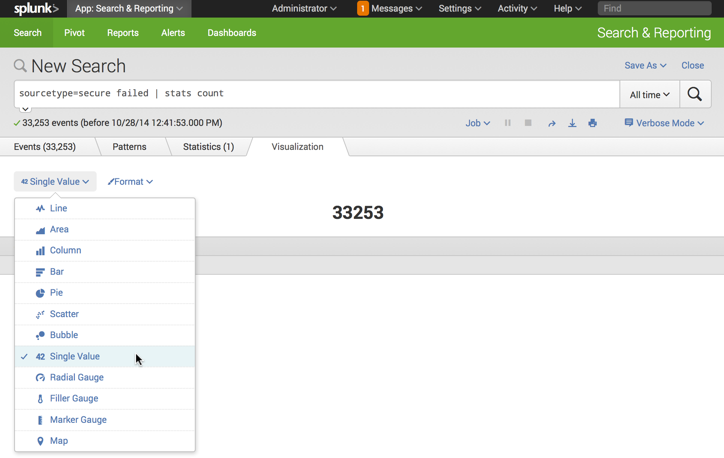 splunk> App: Search & Reporting Administrator 1 Messages Settings Activity Help Find
Search Pivot Reports Alerts Dashboards Search & Reporting
New Search Save As Close
sourcetype=secure failed | stats count All time
33,253 events (before 10/28/14 12:41:53.000 PM) Job Verbose Mode
Events (33,253) Patterns Statistics (1) Visualization
42 Single Value Format
33253
Line
Area
Column
Bar
Pie
Scatter
Bubble
42 Single Value
Radial Gauge
Filler Gauge
Marker Gauge
Map